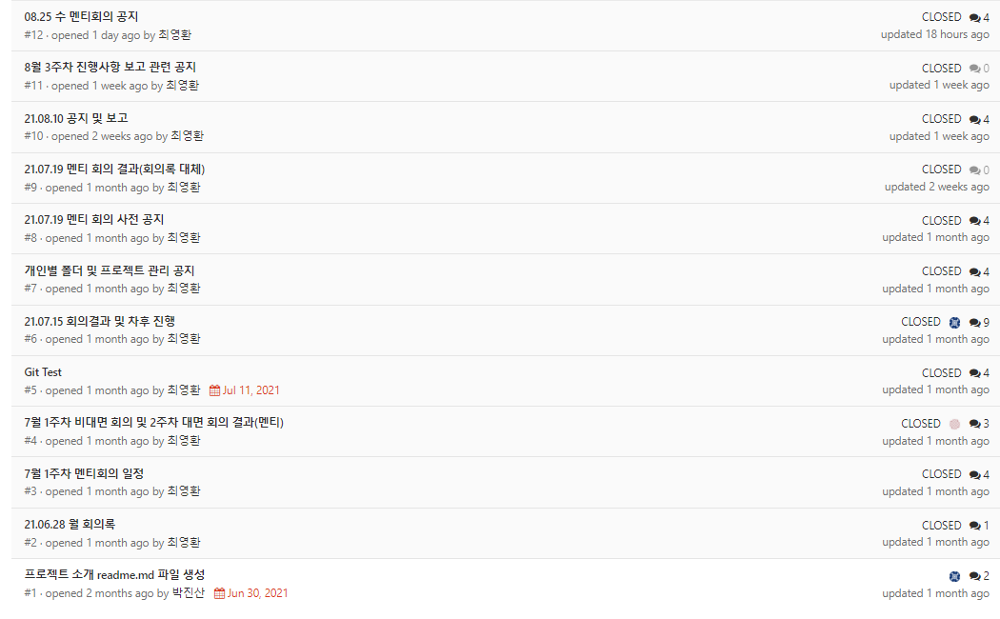 08.25 수 멘티회의 공지
CLOSED 4
#12 · opened 1 day ago by 최영환
updated 18 hours ago
8월 3주차 진행사항 보고 관련 공지
CLOSED 0
#11 · opened 1 week ago by 최영환
updated 1 week ago
21.08.10 공지 및 보고
CLOSED 4
#10 · opened 2 weeks ago by 최영환
updated 1 week ago
21.07.19 멘티 회의 결과(회의록 대체)
CLOSED 0
#9 · opened 1 month ago by 최영환
updated 2 weeks ago
21.07.19 멘티 회의 사전 공지
CLOSED 4
#8 · opened 1 month ago by 최영환
updated 1 month ago
개인별 폴더 및 프로젝트 관리 공지
CLOSED 4
#7 · opened 1 month ago by 최영환
updated 1 month ago
21.07.15 회의결과 및 차후 진행
CLOSED 9
#6 · opened 1 month ago by 최영환
updated 1 month ago
Git Test
CLOSED 4
#5 · opened 1 month ago by 최영환 Jul 11, 2021
updated 1 month ago
7월 1주차 비대면 회의 및 2주차 대면 회의 결과(멘티)
CLOSED 3
#4 · opened 1 month ago by 최영환
updated 1 month ago
7월 1주차 멘티회의 일정
CLOSED 4
#3 · opened 1 month ago by 최영환
updated 1 month ago
21.06.28 월 회의록
CLOSED 1
#2 · opened 1 month ago by 최영환
updated 1 month ago
프로젝트 소개 readme.md 파일 생성
2
#1 · opened 2 months ago by 박진산 Jun 30, 2021
updated 1 month ago